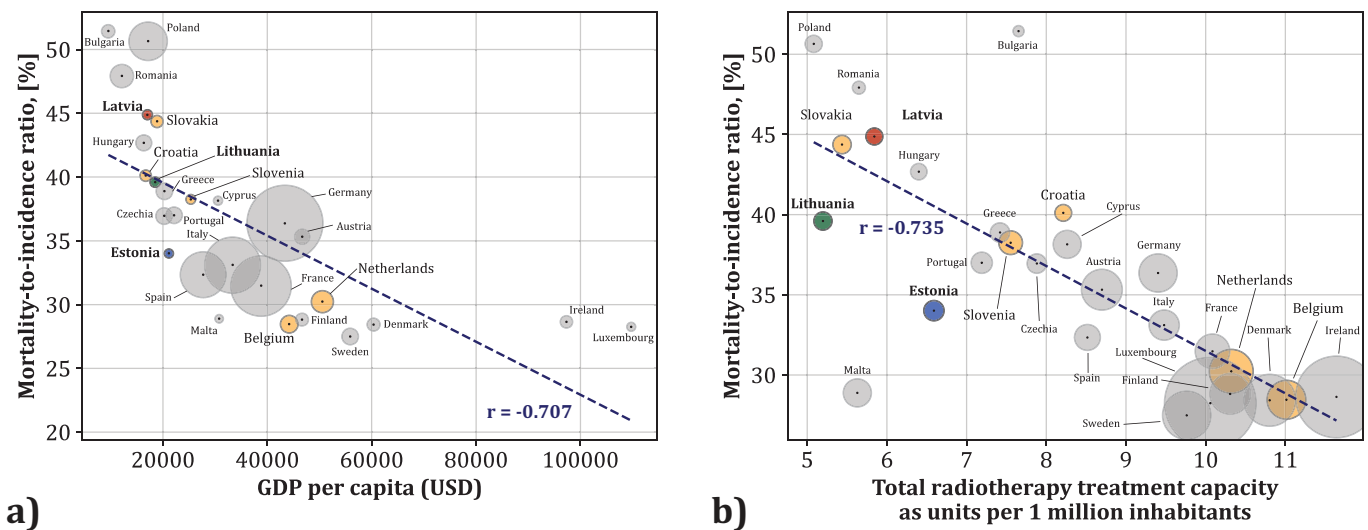 Mortality-to-incidence ratio, [%]
50
45
40
35
30
25
20
Poland
Bulgaria
Romania
Latvia
Slovakia
Hungary
Croatia
Lithuania
Greece
Slovenia
Cyprus
Germany
Czechia
Portugal
Italy
Austria
Estonia
Spain
France
Netherlands
Malta
Belgium
Finland
Sweden
Denmark
Ireland
Luxembourg
r = -0.707
20000 40000 60000 80000 100000
GDP per capita (USD)
a)
Mortality-to-incidence ratio, [%]
50
45
40
35
30
Poland
Bulgaria
Romania
Slovakia
Latvia
Hungary
Lithuania
Croatia
Greece
Cyprus
r = -0.735
Portugal
Germany
Austria
Estonia
Slovenia
Czechia
Netherlands
Italy
France
Belgium
Denmark
Ireland
Luxembourg
Spain
Finland
Malta
Sweden
5 6 7 8 9 10 11
Total radiotherapy treatment capacity
as units per 1 million inhabitants
b)